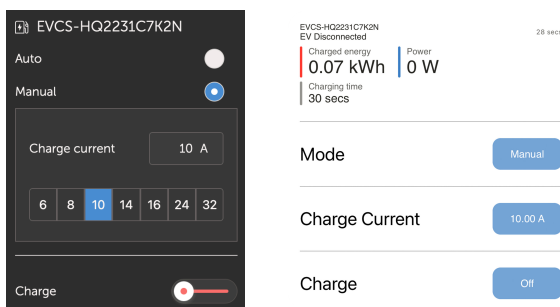 EVCS-HQ2231C7K2N
Auto
Manual
Charge current
10 A
6 8 10 14 16 24 32
Charge
EVCS-HQ2231C7K2N
EV Disconnected
28 secs
Charged energy
0.07 kWh
Power
0 W
Charging time
30 secs
Mode
Manual
Charge Current
10.00 A
Charge
Off